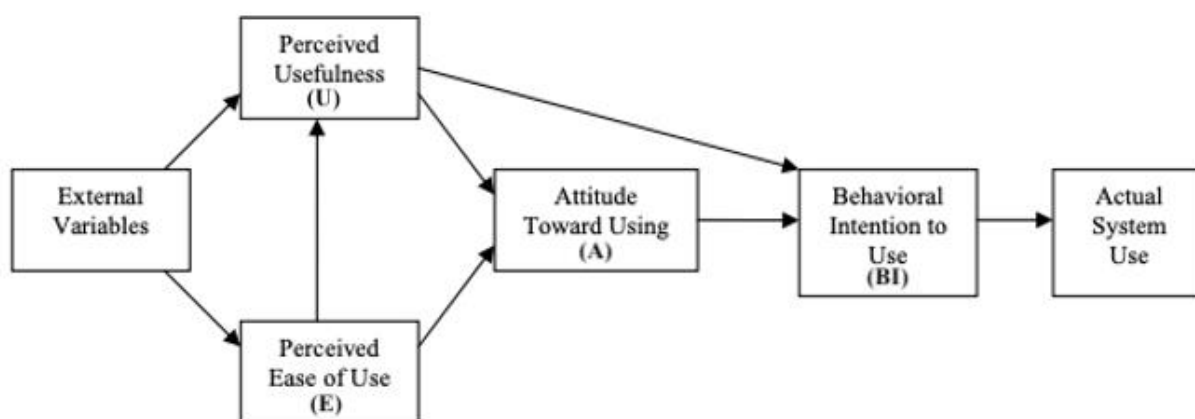 Perceived
Usefulness
(U)
External
Variables
Perceived
Ease of Use
(E)
Attitude
Toward Using
(A)
Behavioral
Intention to
Use
(BI)
Actual
System
Use